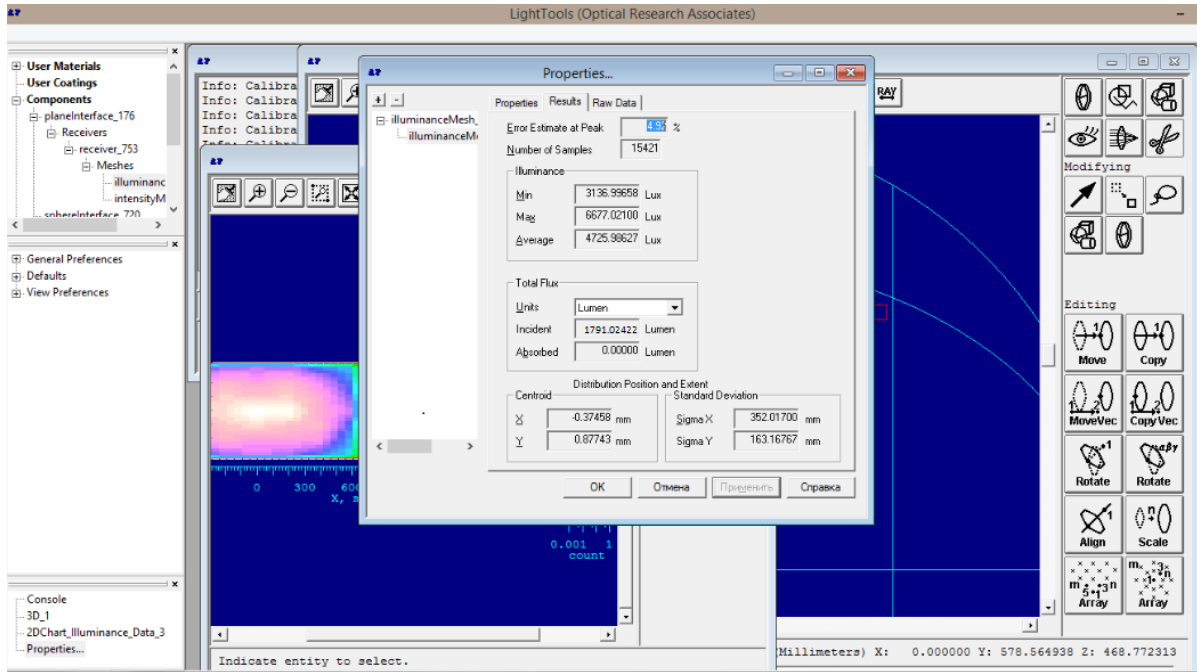 LightTools (Optical Research Associates)
User Materials
User Coatings
Components
planeInterface_176
Receivers
receiver_753
Meshes
illuminanc
intensityM
sphereInterface_720
General Preferences
Defaults
View Preferences
Console
3D_1
2DChart_Illuminance_Data_3
Properties...
Info: Calibra
Info: Calibra
Info: Calibra
Info: Calibra
0 300 600
X, m
0.001 1
count
Indicate entity to select.
Properties...
illuminanceMesh_
illuminanceMe
Properties Results Raw Data
Error Estimate at Peak 4.9% %
Number of Samples 15421
Illuminance
Min 3136.99658 Lux
Max 6677.02100 Lux
Average 4725.98627 Lux
Total Flux
Units Lumen
Incident 1791.02422 Lumen
Absorbed 0.00000 Lumen
Distribution Position and Extent
Centroid Standard Deviation
X -0.37458 mm Sigma X 352.01700 mm
Y 0.87743 mm Sigma Y 163.16767 mm
OK Отмена Применить Справка
RAY
Modifying
Editing
Move Copy
MoveVec CopyVec
Rotate Rotate
Align Scale
Array Array
(Millimeters) X: 0.000000 Y: 578.564938 Z: 468.772313